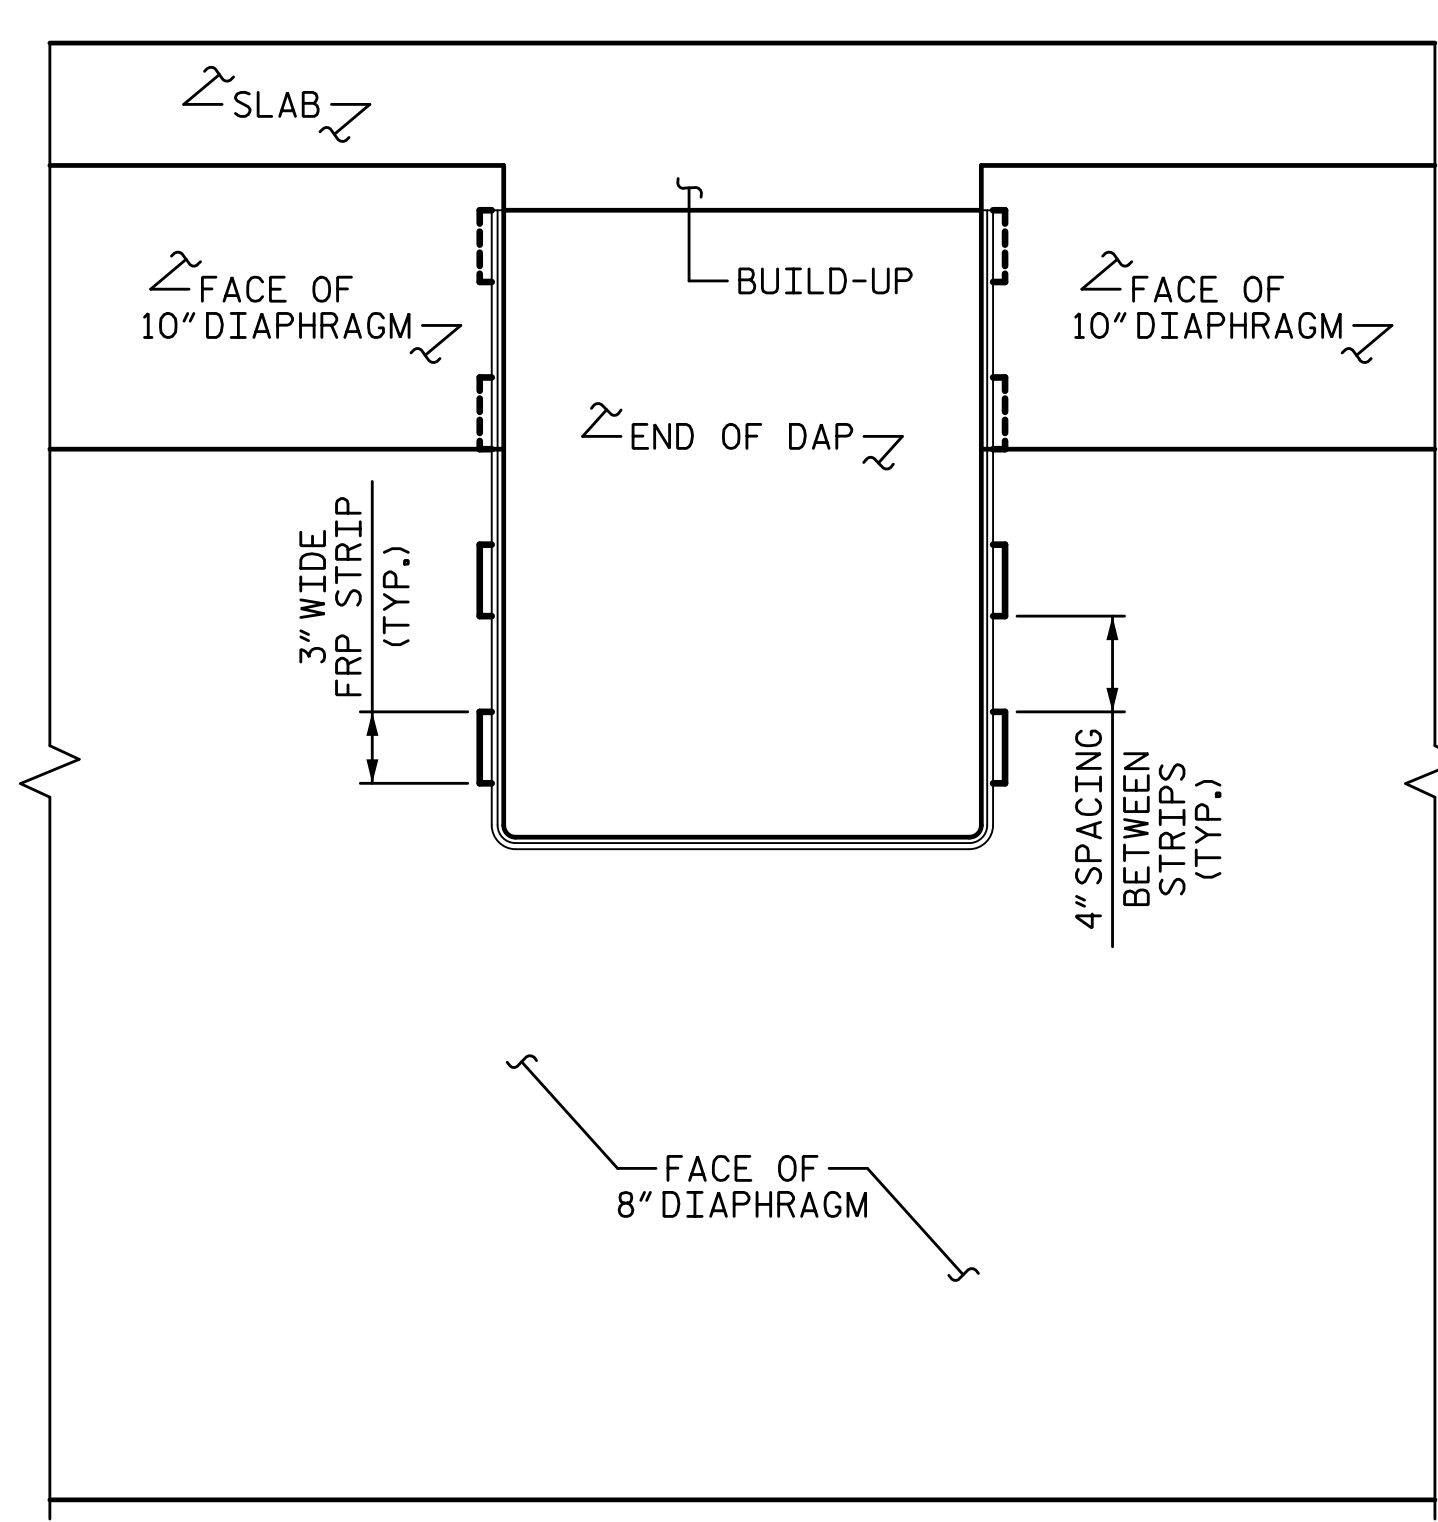 SLAB
FACE OF
10" DIAPHRAGM
BUILD-UP
FACE OF
10" DIAPHRAGM
END OF DAP
3" WIDE
FRP STRIP
(TYP.)
4" SPACING
BETWEEN
STRIPS
(TYP.)
FACE OF
8" DIAPHRAGM